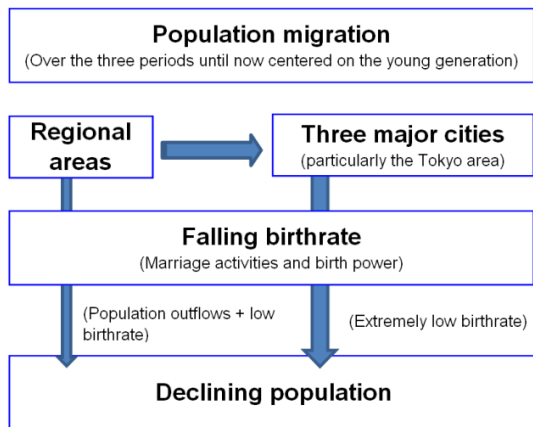 Population migration
(Over the three periods until now centered on the young generation)
Regional
areas
Three major cities
(particularly the Tokyo area)
Falling birthrate
(Marriage activities and birth power)
(Population outflows + low
birthrate)
(Extremely low birthrate)
Declining population